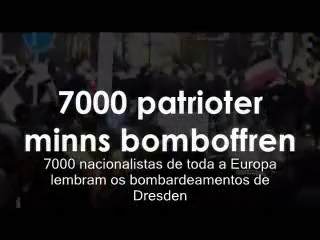 7000 patrioter
minns bomboffren
7000 nacionalistas de toda a Europa
lembram os bombardeamentos de
Dresden